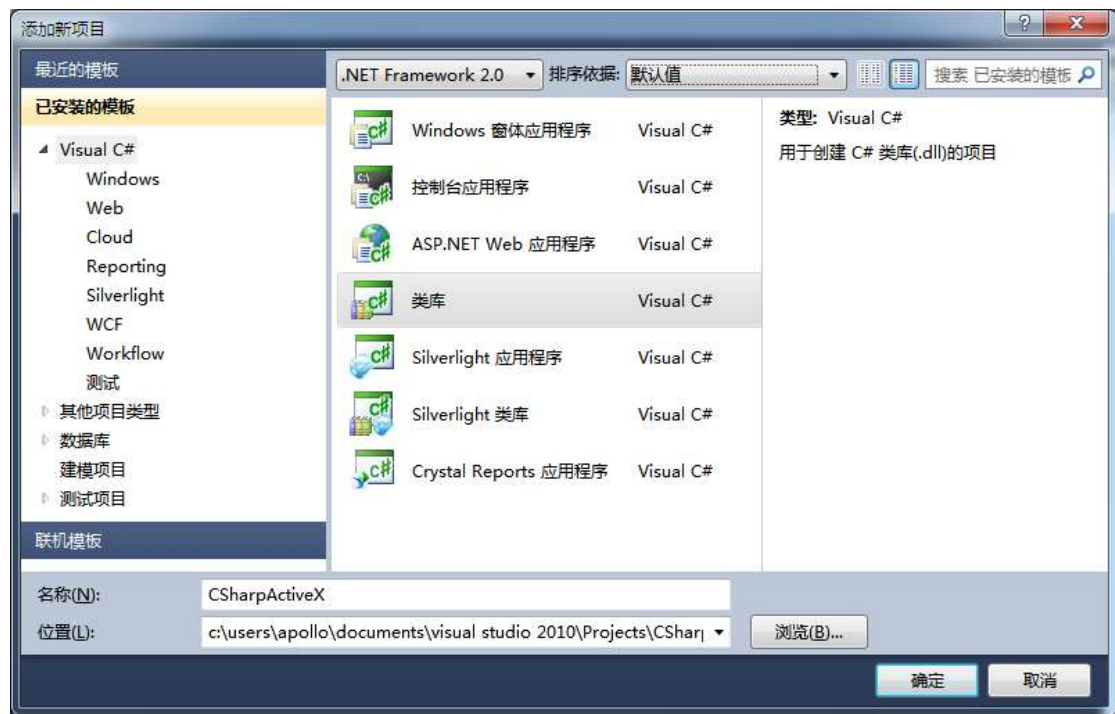 添加新项目
最近的模板
已安装的模板
Visual C#
Windows
Web
Cloud
Reporting
Silverlight
WCF
Workflow
测试
其他项目类型
数据库
建模项目
测试项目
联机模板
.NET Framework 2.0 排序依据: 默认值 搜索 已安装的模板
Windows 窗体应用程序 Visual C#
控制台应用程序 Visual C#
ASP.NET Web 应用程序 Visual C#
类库 Visual C#
Silverlight 应用程序 Visual C#
Silverlight 类库 Visual C#
Crystal Reports 应用程序 Visual C#
类型: Visual C#
用于创建 C# 类库(.dll)的项目
名称(N): CSharpActiveX
位置(L): c:\users\apollo\documents\visual studio 2010\Projects\CSharp 浏览(B)...
确定 取消